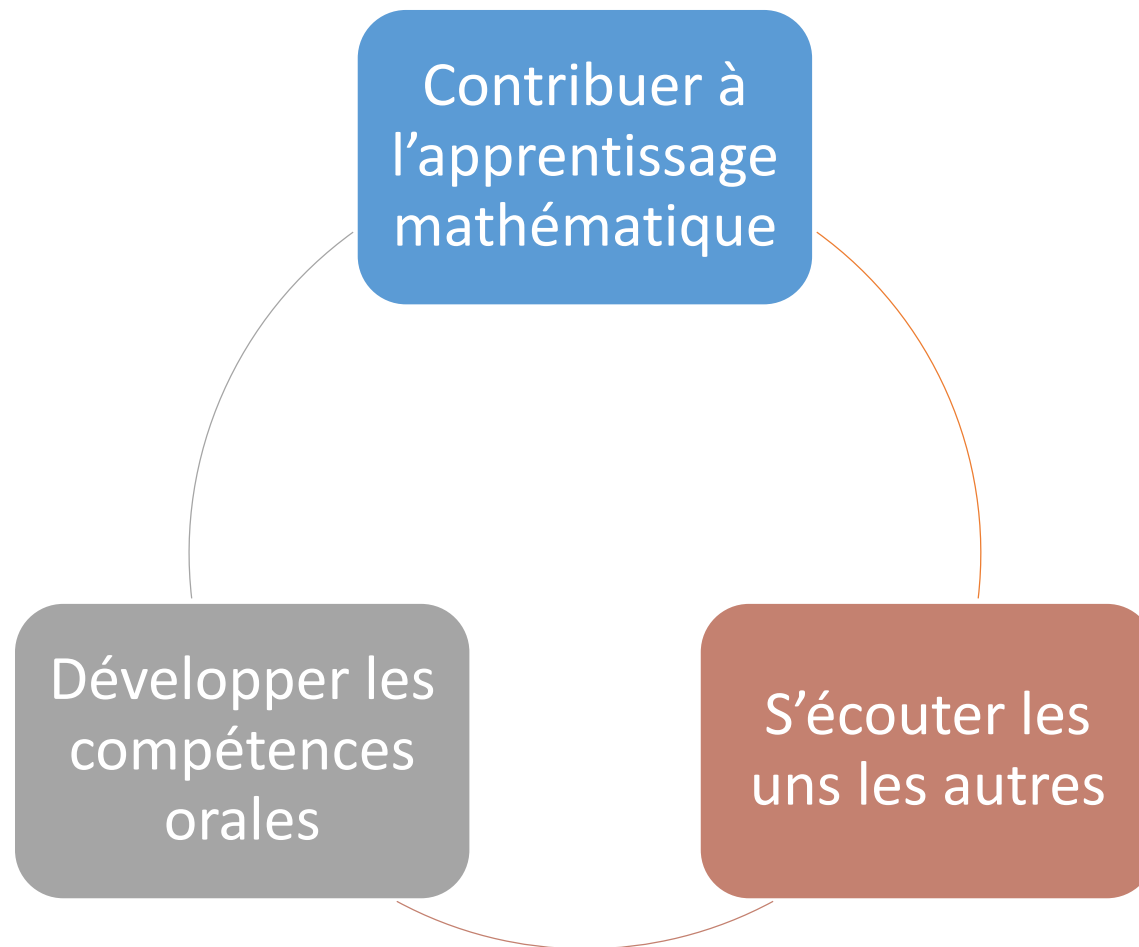 Contribuer à
l’apprentissage
mathématique
Développer les
compétences
orales
S’écouter les
uns les autres